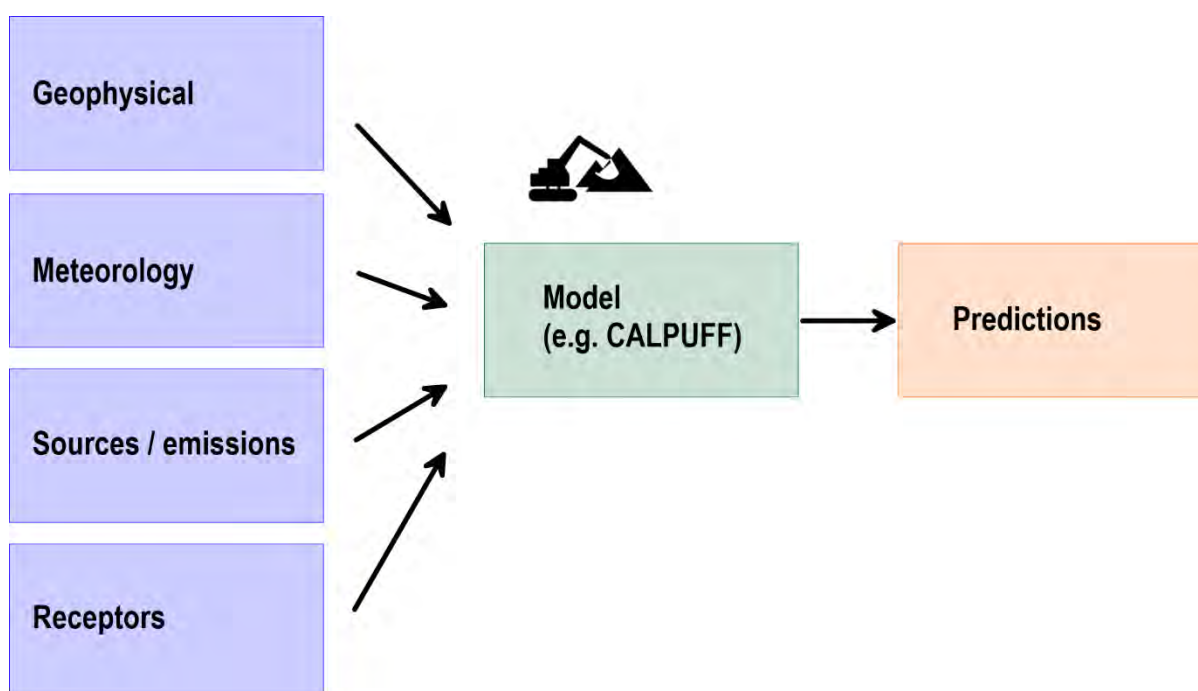 Geophysical
Meteorology
Sources / emissions
Receptors
Model
(e.g. CALPUFF)
Predictions